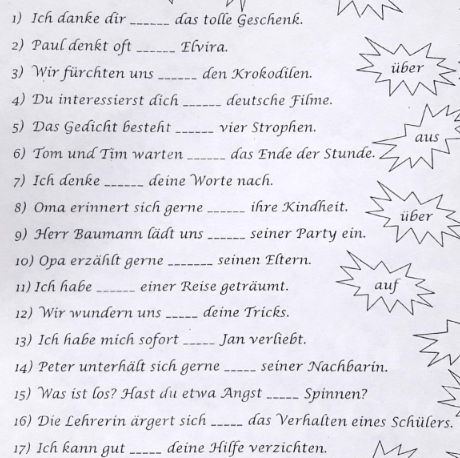 1) Ich danke dir ______ das tolle Geschenk.
2) Paul denkt oft ______ Elvira.
über
3) Wir fürchten uns ______ den Krokodilen.
4) Du interessierst dich ______ deutsche Filme.
5) Das Gedicht besteht ______ vier Strophen.
aus
6) Tom und Tim warten ______ das Ende der Stunde.
7) Ich denke ______ deine Worte nach.
8) Oma erinnert sich gerne ______ ihre Kindheit.
über
9) Herr Baumann lädt uns ______ seiner Party ein.
10) Opa erzählt gerne _______ seinen Eltern.
11) Ich habe ______ einer Reise geträumt.
auf
12) Wir wundern uns _____ deine Tricks.
13) Ich habe mich sofort _____ Jan verliebt.
14) Peter unterhält sich gerne _____ seiner Nachbarin.
15) Was ist los? Hast du etwa Angst _____ Spinnen?
16) Die Lehrerin ärgert sich _____ das Verhalten eines Schülers.
17) Ich kann gut _____ deine Hilfe verzichten.